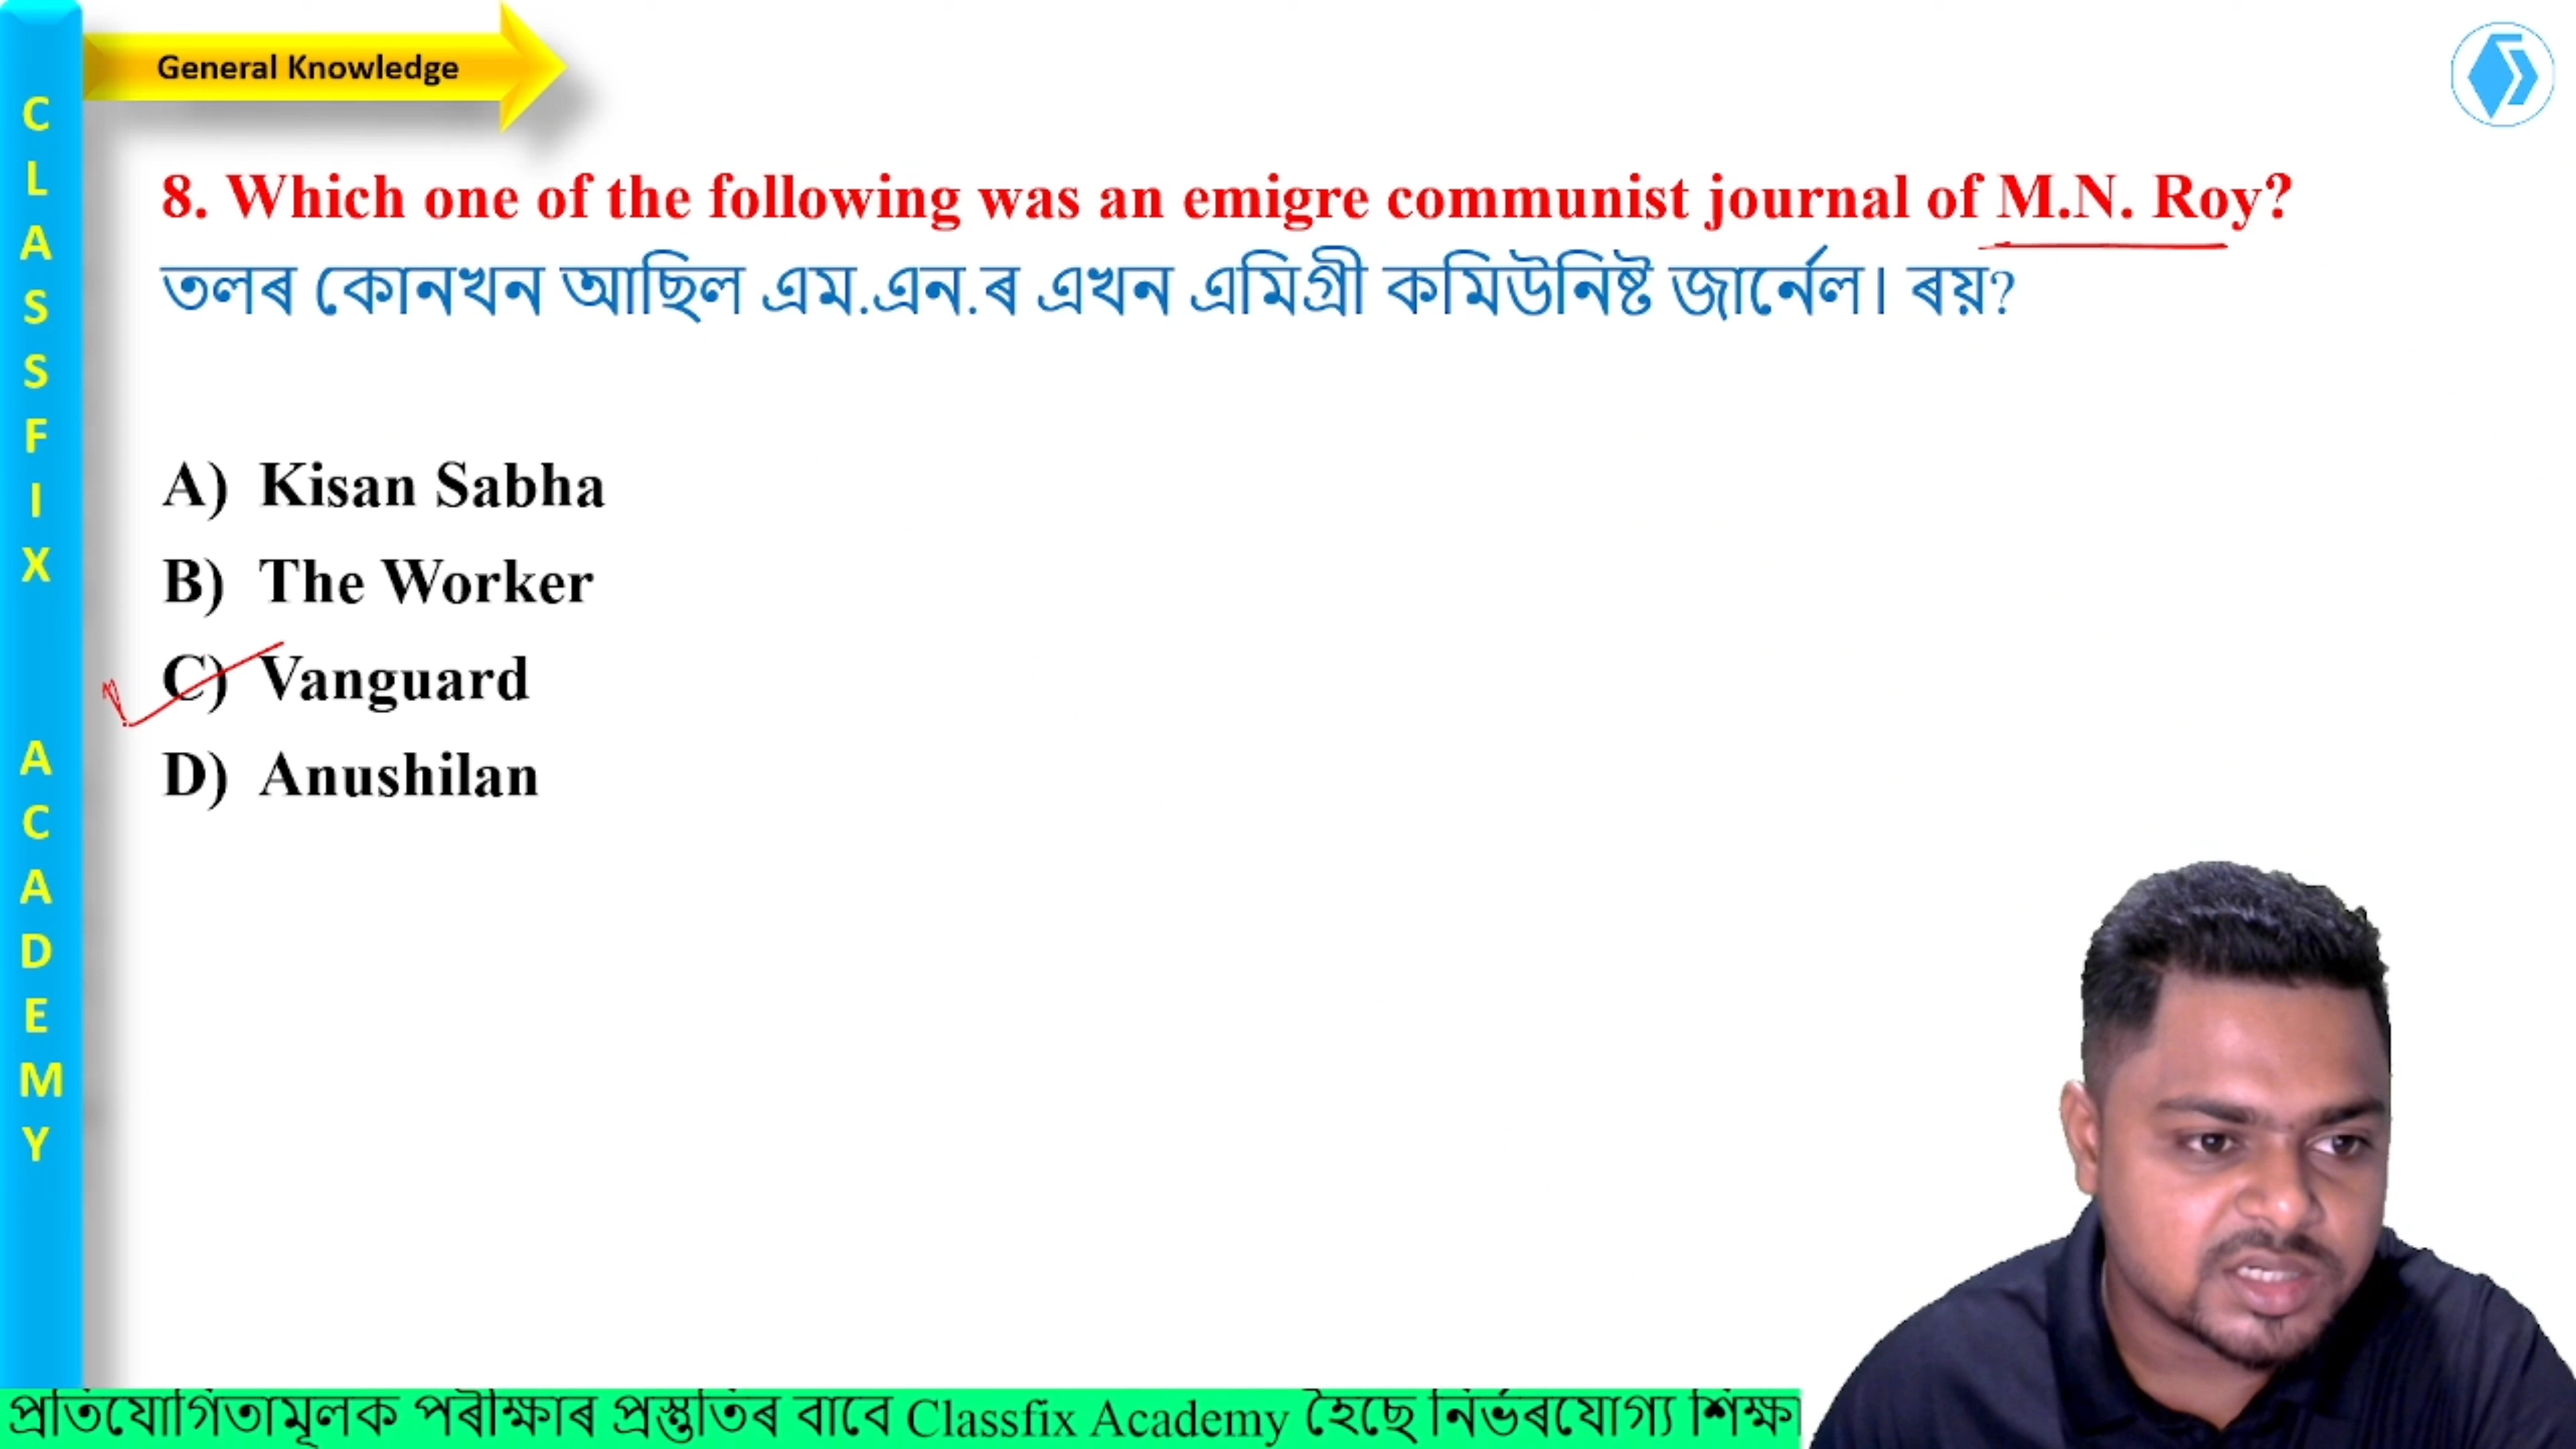 General Knowledge
CLASSFIX ACADEMY
8. Which one of the following was an emigre communist journal of M.N. Roy?
তলৰ কোনখন আছিল এম.এন.ৰ এখন এমিগ্ৰী কমিউনিষ্ট জাৰ্নেল। ৰয়?
A) Kisan Sabha
B) The Worker
C) Vanguard
D) Anushilan
প্ৰতিযোগিতামূলক পৰীক্ষাৰ প্ৰস্তুতিৰ বাবে Classfix Academy হৈছে নিৰ্ভৰযোগ্য শিক্ষা